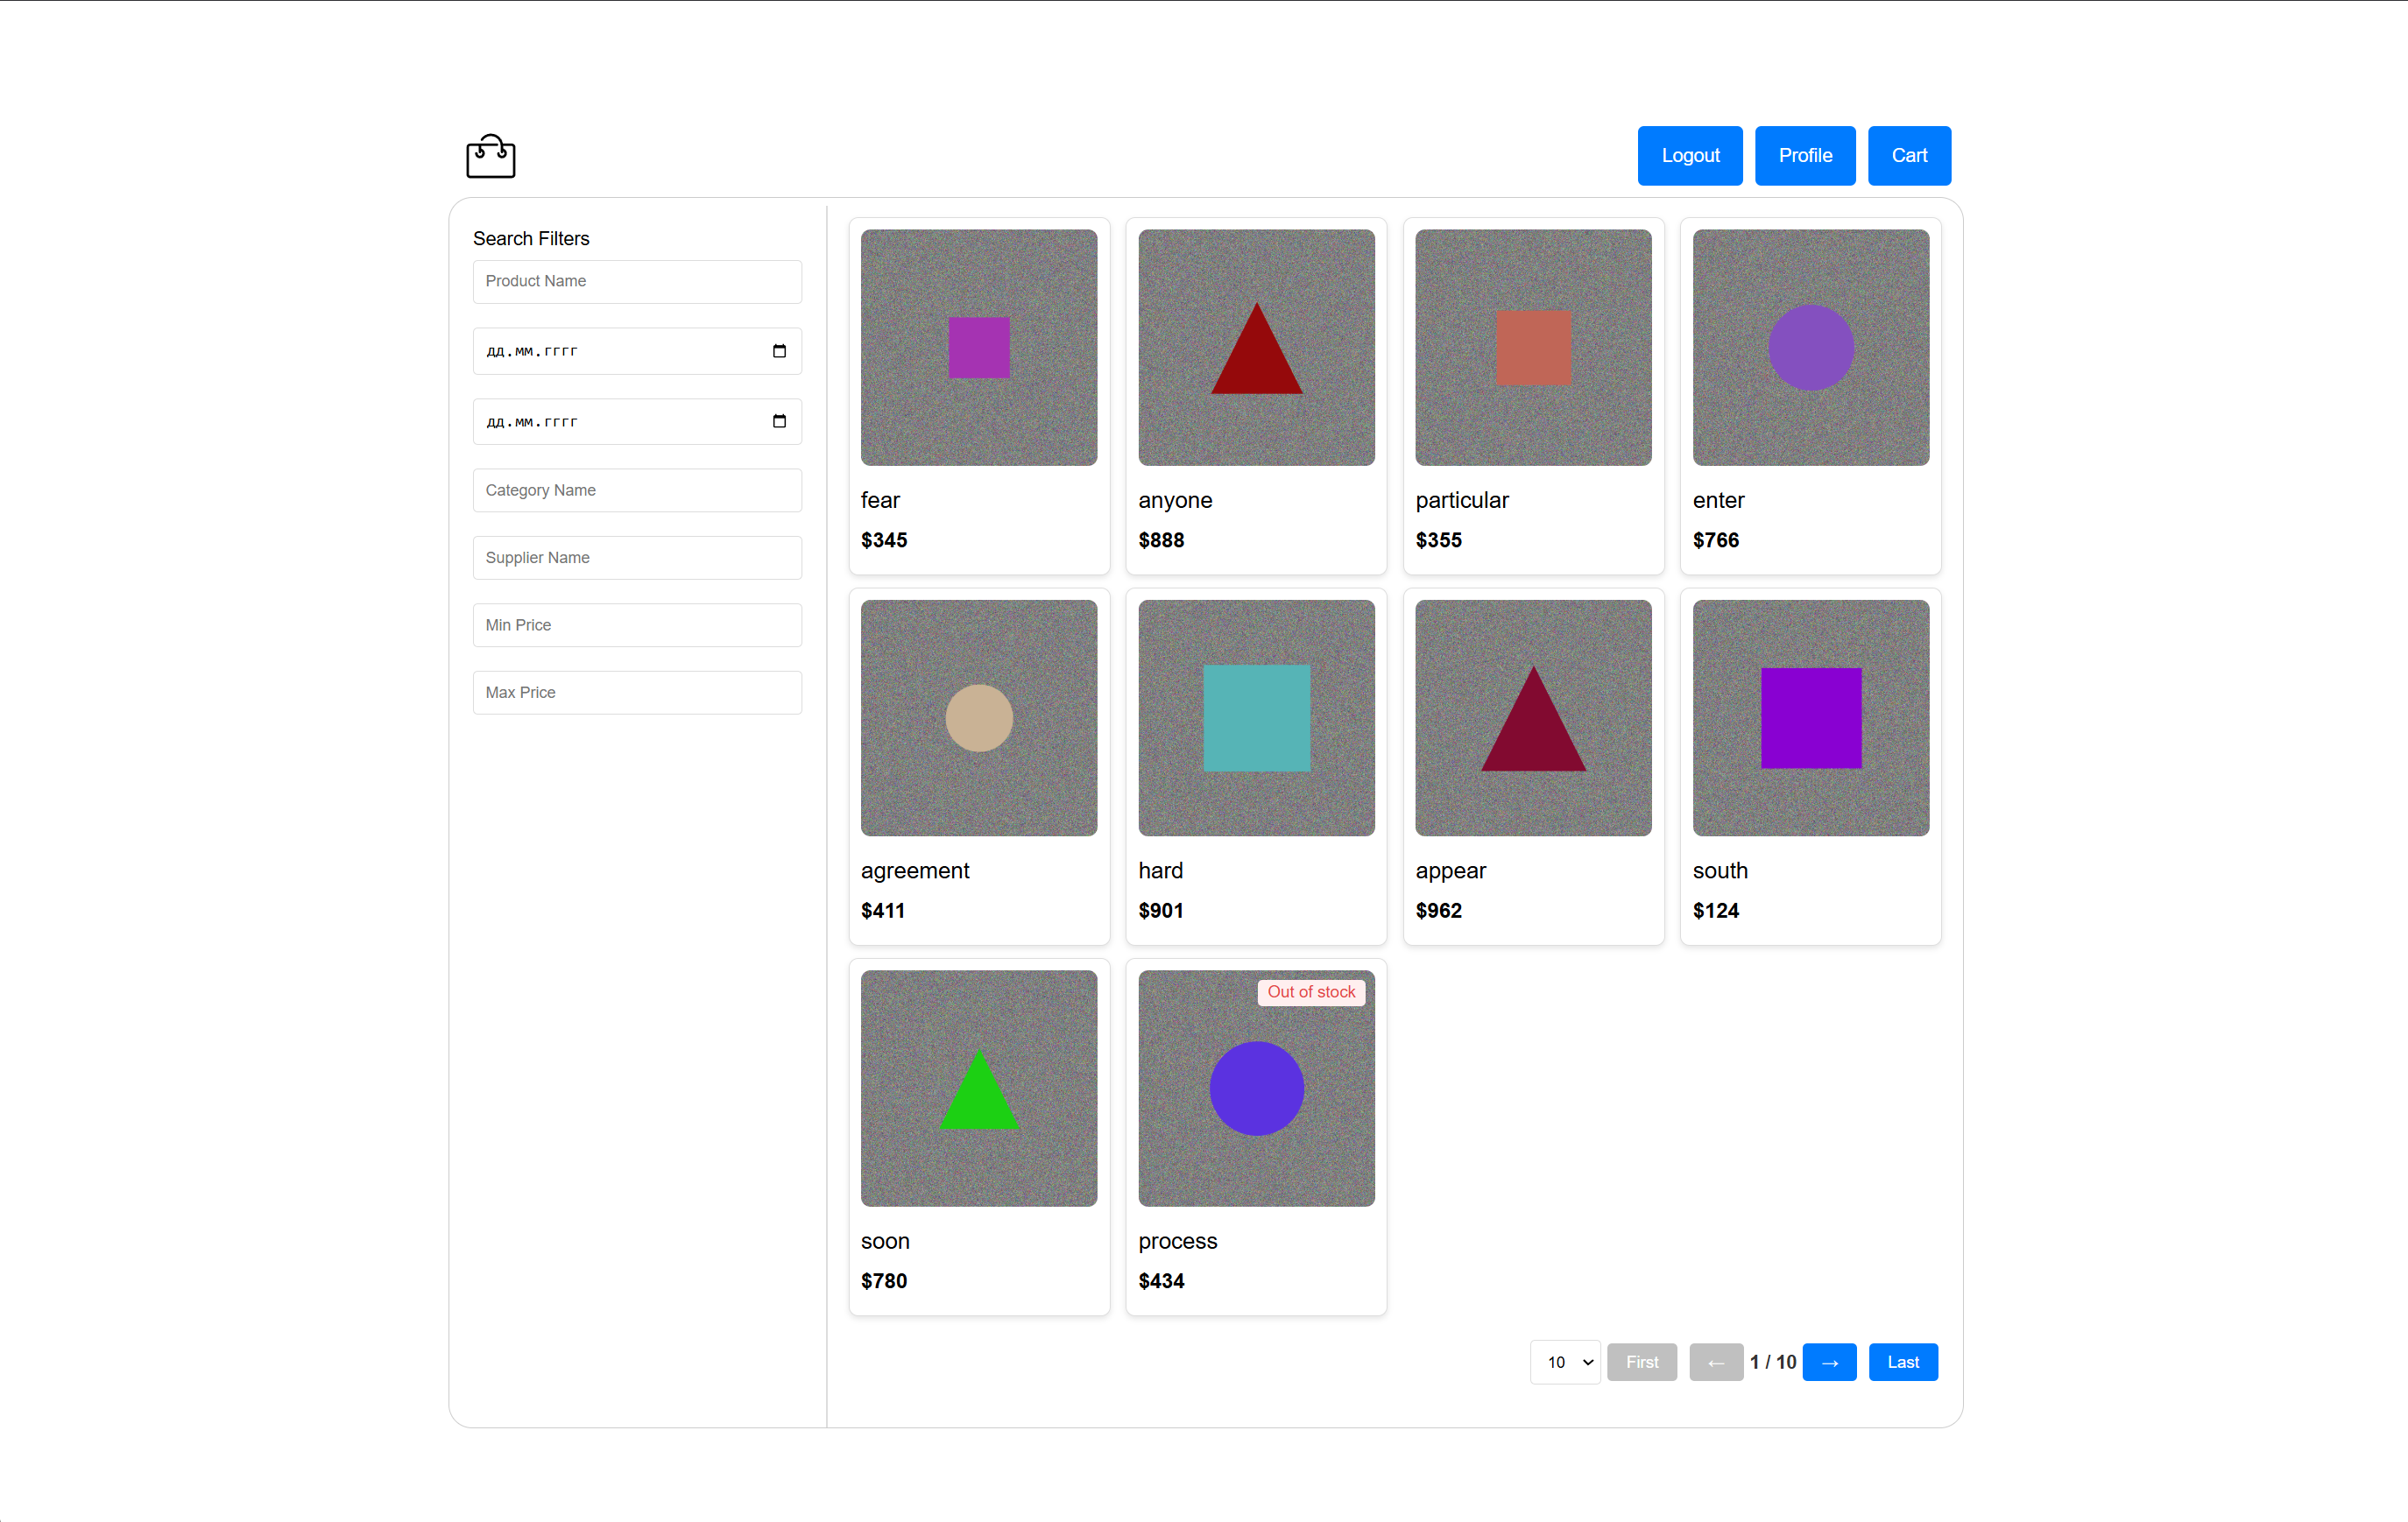 Logout Profile Cart
Search Filters
Product Name
дд.мм.гггг
дд.мм.гггг
Category Name
Supplier Name
Min Price
Max Price
fear
$345
anyone
$888
particular
$355
enter
$766
agreement
$411
hard
$901
appear
$962
south
$124
soon
$780
Out of stock
process
$434
10 First ← 1 / 10 → Last